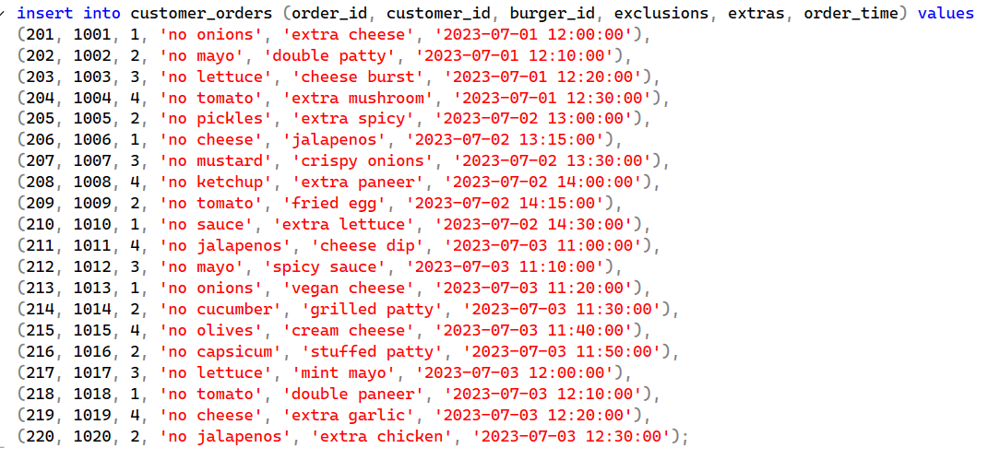 insert into customer_orders (order_id, customer_id, burger_id, exclusions, extras, order_time) values
(201, 1001, 1, 'no onions', 'extra cheese', '2023-07-01 12:00:00'),
(202, 1002, 2, 'no mayo', 'double patty', '2023-07-01 12:10:00'),
(203, 1003, 3, 'no lettuce', 'cheese burst', '2023-07-01 12:20:00'),
(204, 1004, 4, 'no tomato', 'extra mushroom', '2023-07-01 12:30:00'),
(205, 1005, 2, 'no pickles', 'extra spicy', '2023-07-02 13:00:00'),
(206, 1006, 1, 'no cheese', 'jalapenos', '2023-07-02 13:15:00'),
(207, 1007, 3, 'no mustard', 'crispy onions', '2023-07-02 13:30:00'),
(208, 1008, 4, 'no ketchup', 'extra paneer', '2023-07-02 14:00:00'),
(209, 1009, 2, 'no tomato', 'fried egg', '2023-07-02 14:15:00'),
(210, 1010, 1, 'no sauce', 'extra lettuce', '2023-07-02 14:30:00'),
(211, 1011, 4, 'no jalapenos', 'cheese dip', '2023-07-03 11:00:00'),
(212, 1012, 3, 'no mayo', 'spicy sauce', '2023-07-03 11:10:00'),
(213, 1013, 1, 'no onions', 'vegan cheese', '2023-07-03 11:20:00'),
(214, 1014, 2, 'no cucumber', 'grilled patty', '2023-07-03 11:30:00'),
(215, 1015, 4, 'no olives', 'cream cheese', '2023-07-03 11:40:00'),
(216, 1016, 2, 'no capsicum', 'stuffed patty', '2023-07-03 11:50:00'),
(217, 1017, 3, 'no lettuce', 'mint mayo', '2023-07-03 12:00:00'),
(218, 1018, 1, 'no tomato', 'double paneer', '2023-07-03 12:10:00'),
(219, 1019, 4, 'no cheese', 'extra garlic', '2023-07-03 12:20:00'),
(220, 1020, 2, 'no jalapenos', 'extra chicken', '2023-07-03 12:30:00');